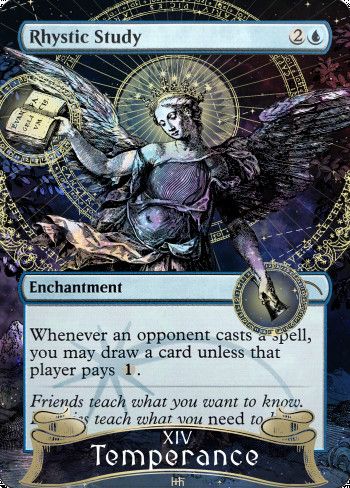 Rhystic Study 2
Enchantment
Whenever an opponent casts a spell,
you may draw a card unless that
player pays 1.
Friends teach what you want to know.
teach what you need to
XIV
Temperance